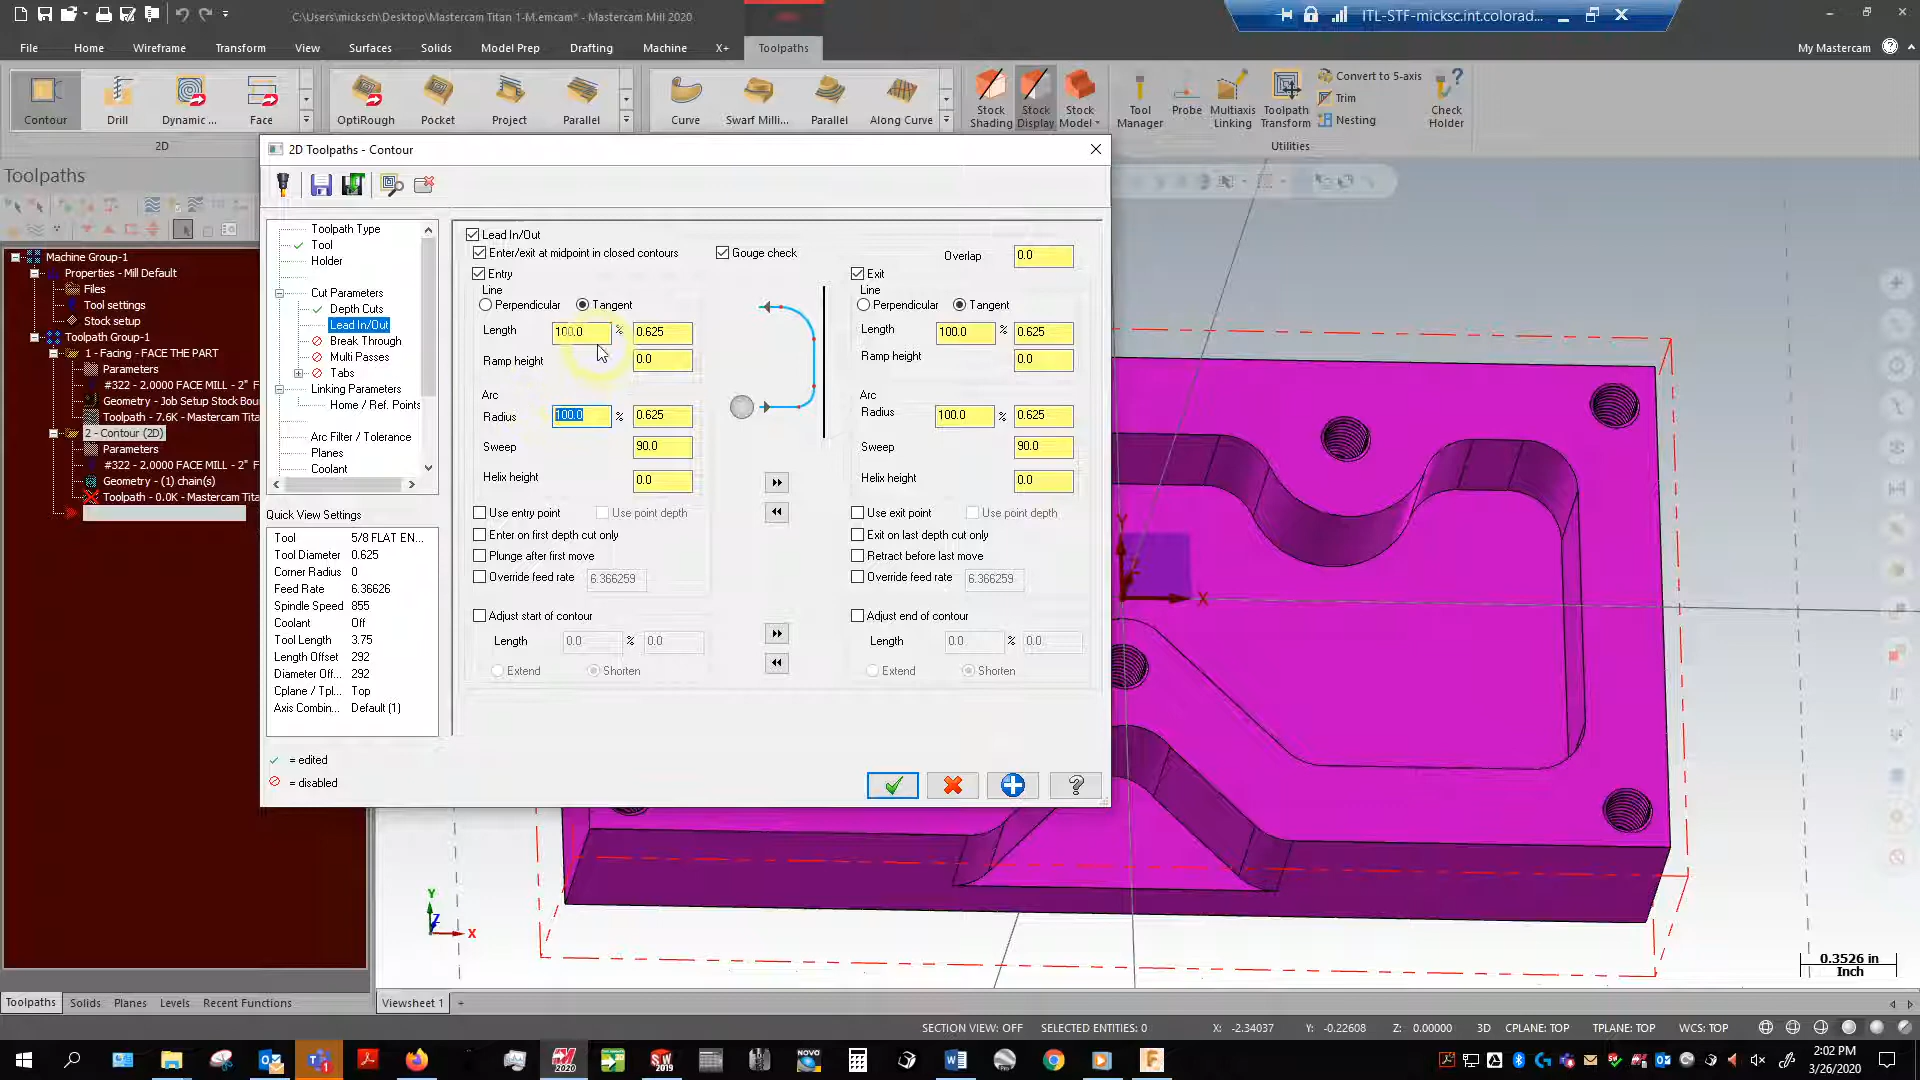 C:\Users\micksch\Desktop\Mastercam Titan 1-M.emcam* - Mastercam Mill 2020
ITL-STF-micksc.int.colorad...
File Home Wireframe Transform View Surfaces Solids Model Prep Drafting Machine X+ Toolpaths
My Mastercam
Contour Drill Dynamic ... Face OptiRough Pocket Project Parallel Curve Swarf Milli... Parallel Along Curve
Stock Shading
Stock Display
Stock Model
Tool Manager
Probe
Multiaxis Linking
Toolpath Transform
Convert to 5-axis
Trim
Nesting
Check Holder
2D
Utilities
Toolpaths
Machine Group-1
Properties - Mill Default
Files
Tool settings
Stock setup
Toolpath Group-1
1 - Facing - FACE THE PART
Parameters
#322 - 2.0000 FACE MILL - 2" F
Geometry - Job Setup Stock Bou
Toolpath - 7.6K - Mastercam Tita
2 - Contour (2D)
Parameters
#322 - 2.0000 FACE MILL - 2" F
Geometry - (1) chain(s)
Toolpath - 0.0K - Mastercam Tita
2D Toolpaths - Contour
Toolpath Type
Tool
Holder
Cut Parameters
Depth Cuts
Lead In/Out
Break Through
Multi Passes
Tabs
Linking Parameters
Home / Ref. Points
Arc Filter / Tolerance
Planes
Coolant
Quick View Settings
Tool 5/8 FLAT EN...
Tool Diameter 0.625
Corner Radius 0
Feed Rate 6.36626
Spindle Speed 855
Coolant Off
Tool Length 3.75
Length Offset 292
Diameter Off... 292
Cplane / Tpl... Top
Axis Combin... Default (1)
= edited
= disabled
Lead In/Out
Enter/exit at midpoint in closed contours
Gouge check
Overlap 0.0
Entry
Line
Perpendicular Tangent
Length 100.0 % 0.625
Ramp height 0.0
Arc
Radius 100.0 % 0.625
Sweep 90.0
Helix height 0.0
Use entry point Use point depth
Enter on first depth cut only
Plunge after first move
Override feed rate 6.366259
Adjust start of contour
Length 0.0 % 0.0
Extend Shorten
Exit
Line
Perpendicular Tangent
Length 100.0 % 0.625
Ramp height 0.0
Arc
Radius 100.0 % 0.625
Sweep 90.0
Helix height 0.0
Use exit point Use point depth
Exit on last depth cut only
Retract before last move
Override feed rate 6.366259
Adjust end of contour
Length 0.0 % 0.0
Extend Shorten
Y
X
Y
Z
X
0.3526 in
Inch
Toolpaths Solids Planes Levels Recent Functions
Viewsheet 1 +
SECTION VIEW: OFF SELECTED ENTITIES: 0 X: -2.34037 Y: -0.22608 Z: 0.00000 3D CPLANE: TOP TPLANE: TOP WCS: TOP
2:02 PM
3/26/2020